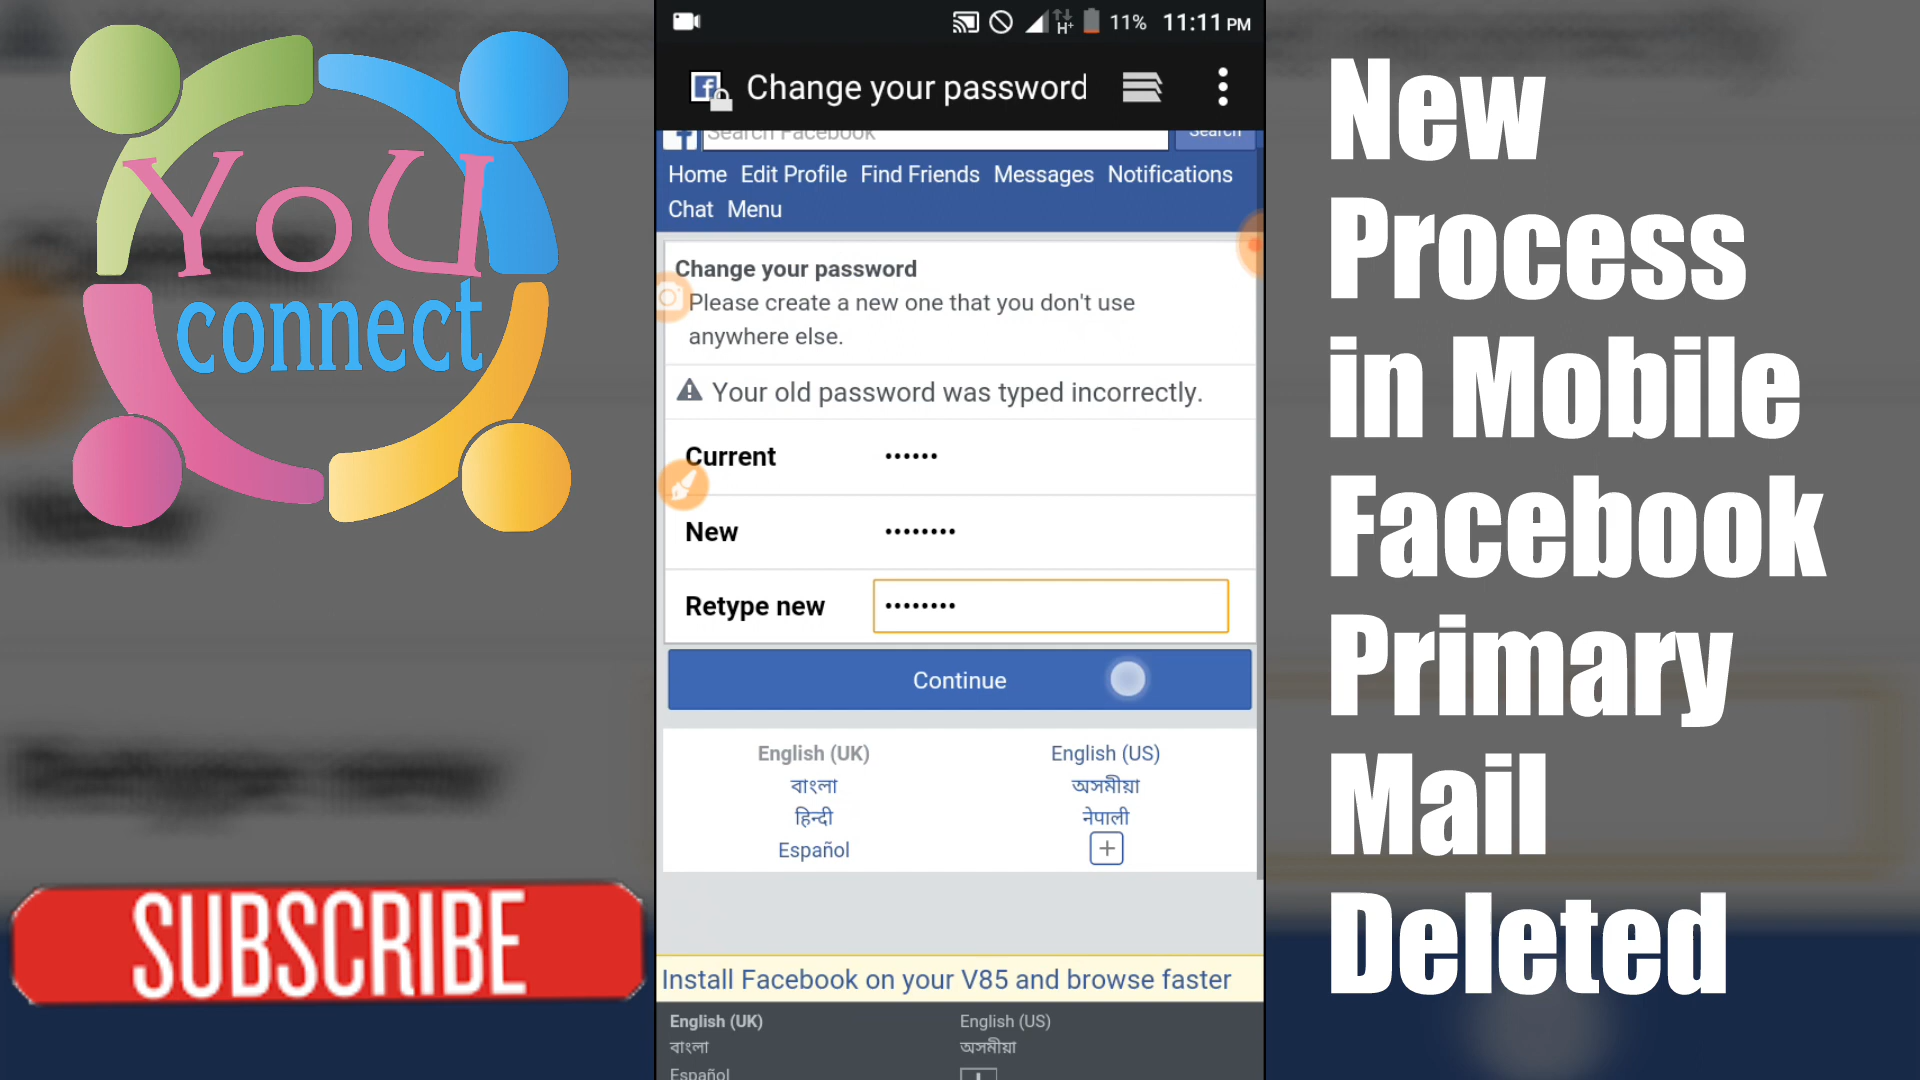 YoU
connect
SUBSCRIBE
11% 11:11 PM
H+
Change your password
Search Facebook
Search
Home Edit Profile Find Friends Messages Notifications
Chat Menu
Change your password
Please create a new one that you don't use
anywhere else.
Your old password was typed incorrectly.
Current ••••••
New ••••••••
Retype new ••••••••
Continue
English (UK) English (US)
বাংলা অসমীয়া
हिन्दी नेपाली
Español +
Install Facebook on your V85 and browse faster
English (UK) English (US)
বাংলা অসমীয়া
Español
New
Process
in Mobile
Facebook
Primary
Mail
Deleted